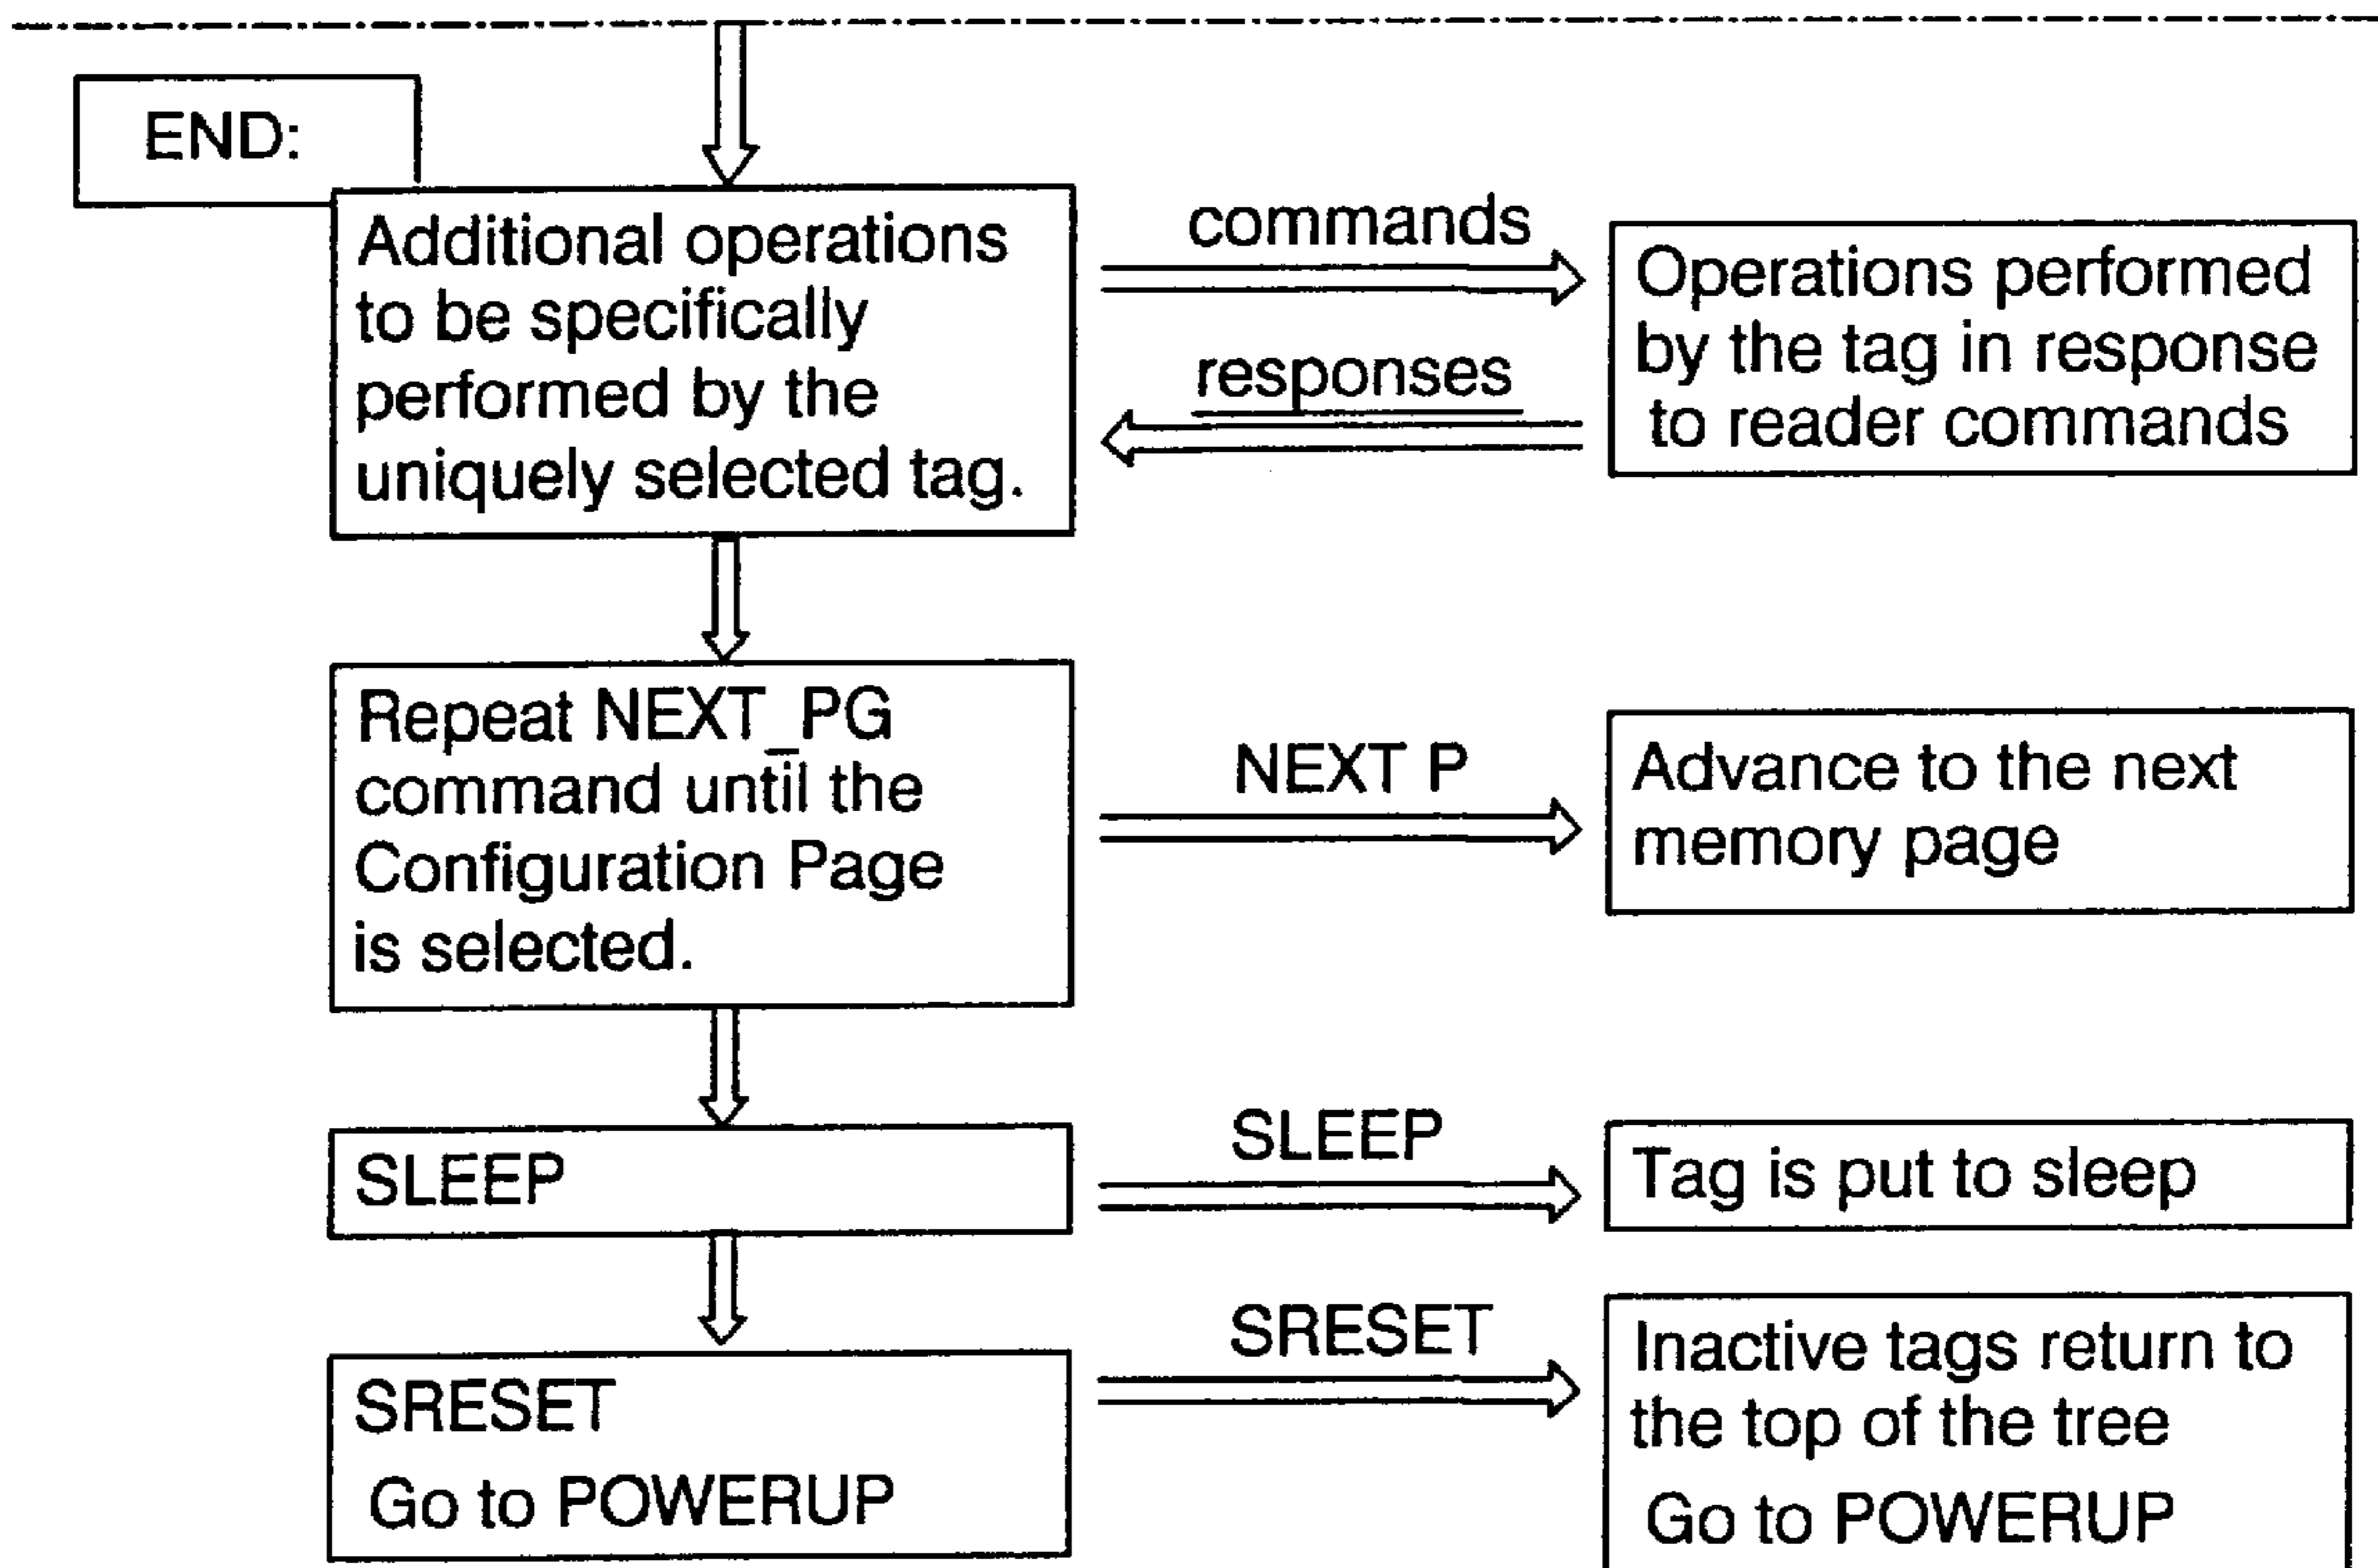 END:
Additional operations
to be specifically
performed by the
uniquely selected tag.
commands
responses
Operations performed
by the tag in response
to reader commands
Repeat NEXT_PG
command until the
Configuration Page
is selected.
NEXT P
Advance to the next
memory page
SLEEP
SLEEP
Tag is put to sleep
SRESET
Go to POWERUP
SRESET
Inactive tags return to
the top of the tree
Go to POWERUP